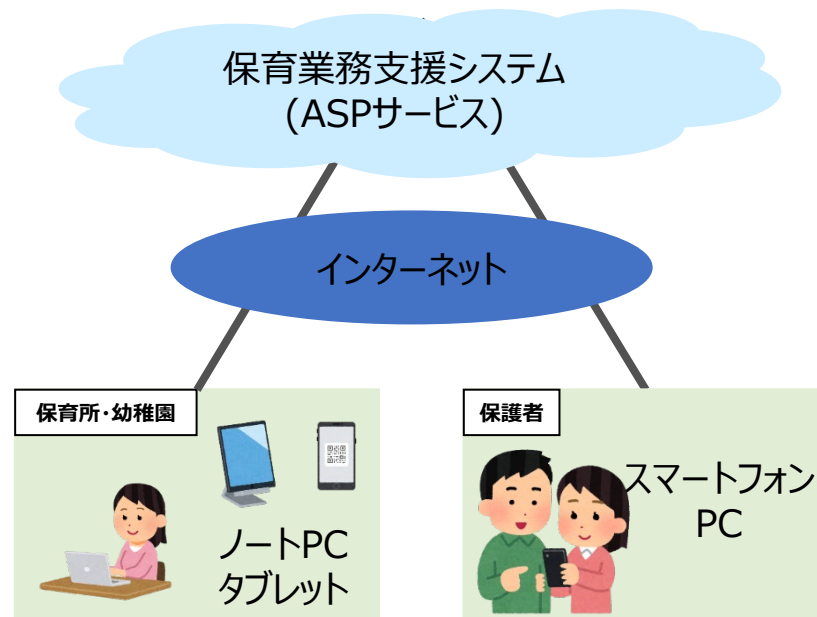 保育業務支援システム
(ASPサービス)
インターネット
保育所・幼稚園
ノートPC
タブレット
保護者
スマートフォン
PC